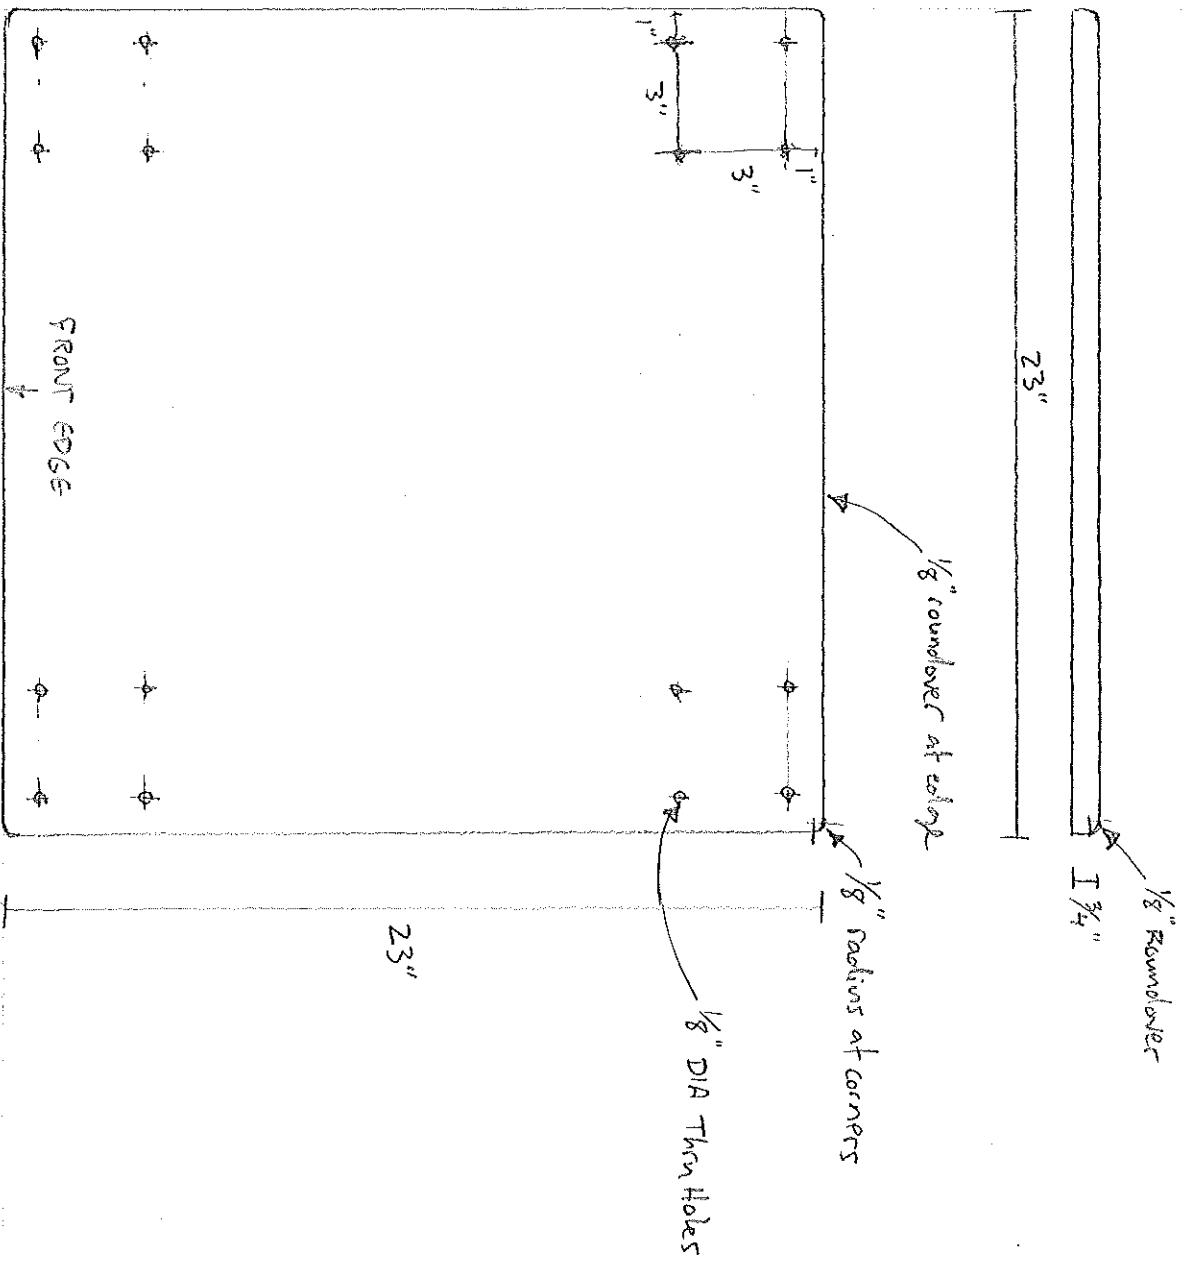 1/8" Roundover
I 3/4"
23"
1/8" roundover at edge
1/8" radius at corners
1"
3"
1"
3"
23"
1/8" DIA Thru Holes
FRONT EDGE